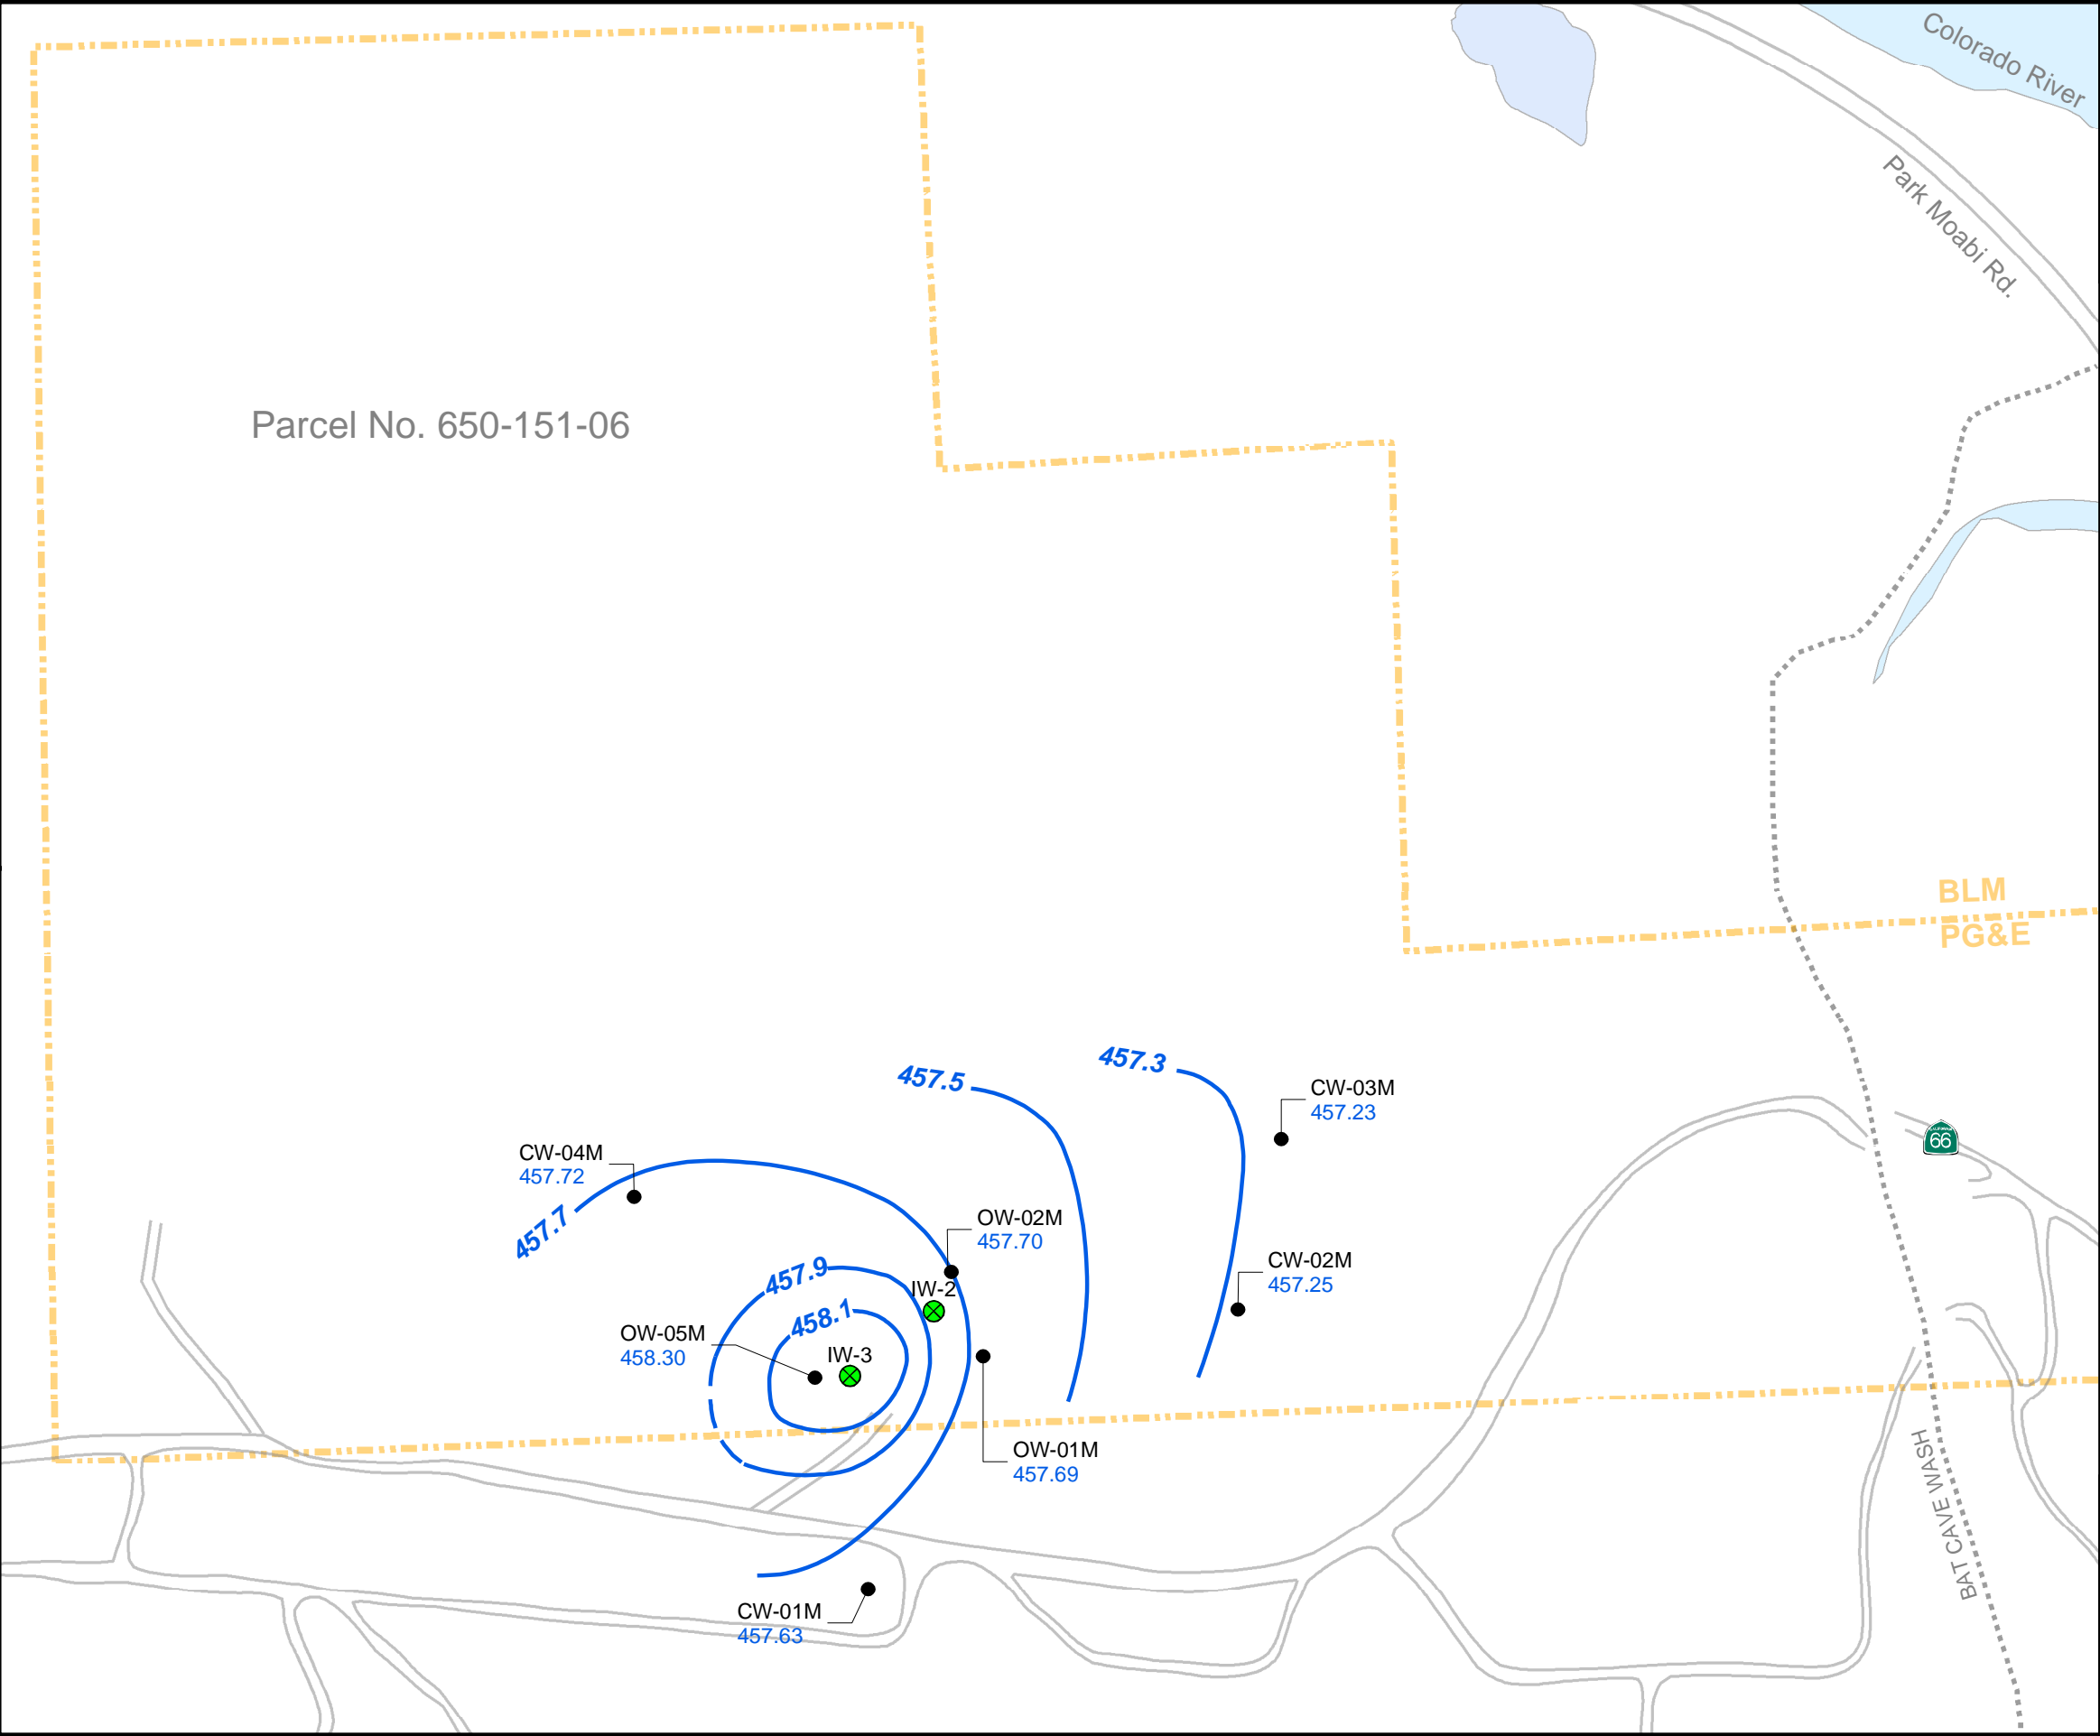 Colorado River
Park Moabi Rd.
Parcel No. 650-151-06
BLM
PG&E
457.3
457.5
CW-03M
457.23
66
CW-04M
457.72
457.7
OW-02M
457.70
457.9
IW-2
CW-02M
457.25
458.1
OW-05M
458.30
IW-3
OW-01M
457.69
BAT CAVE WASH
CW-01M
457.63